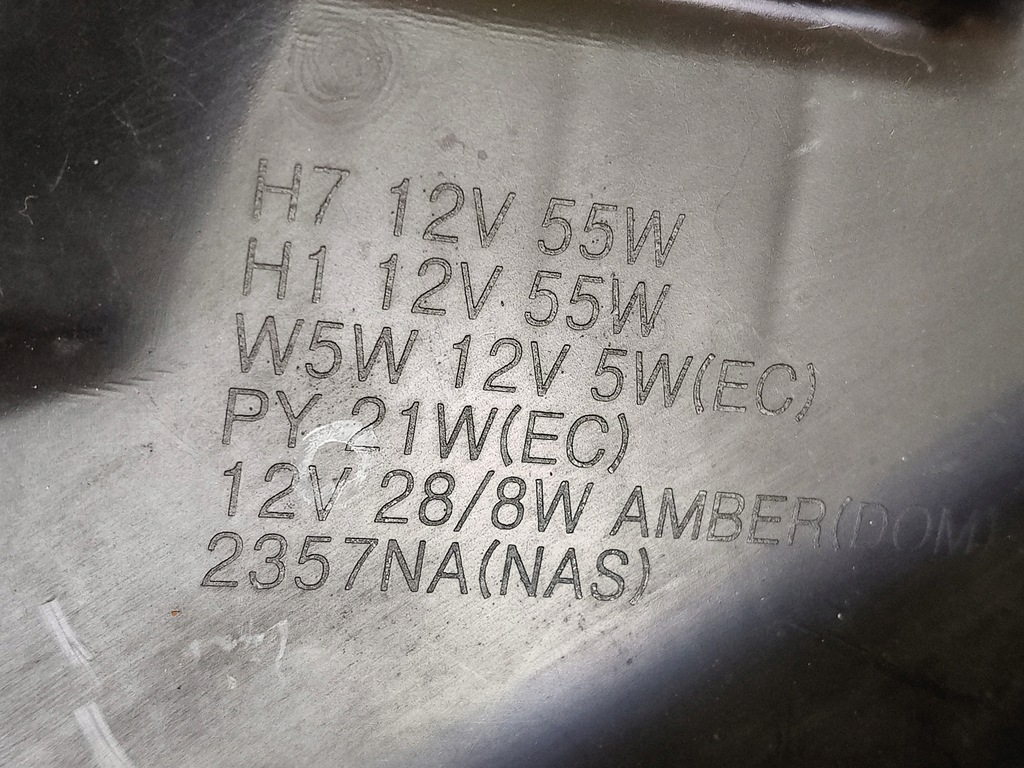 H7 12V 55W
H1 12V 55W
W5W 12V 5W(EC)
PY 21W(EC)
12V 28/8W AMBER(DOM)
2357NA(NAS)